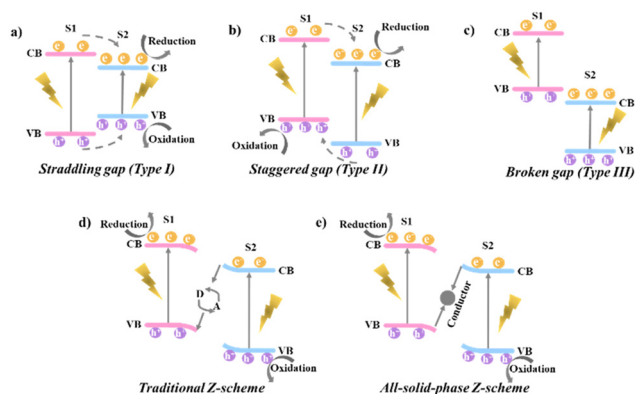 a)
S1
S2
Reduction
CB
e⁻ e⁻
e⁻ e⁻ e⁻
CB
VB
VB
h⁺ h⁺
h⁺ h⁺ h⁺
Oxidation
Straddling gap (Type I)
b)
S1
S2
Reduction
CB
e⁻ e⁻
e⁻ e⁻ e⁻
CB
VB
h⁺ h⁺ h⁺
Oxidation
VB
h⁺ h⁺
Staggered gap (Type II)
c)
S1
CB
e⁻ e⁻
S2
e⁻ e⁻ e⁻
CB
VB
h⁺ h⁺
VB
h⁺ h⁺ h⁺
Broken gap (Type III)
d)
Reduction
S1
e⁻ e⁻ e⁻
CB
S2
e⁻ e⁻
CB
D
A
VB
h⁺ h⁺
VB
h⁺ h⁺ h⁺
Oxidation
Traditional Z-scheme
e)
Reduction
S1
e⁻ e⁻ e⁻
CB
S2
e⁻ e⁻
CB
Conductor
VB
h⁺ h⁺
VB
h⁺ h⁺ h⁺
Oxidation
All-solid-phase Z-scheme